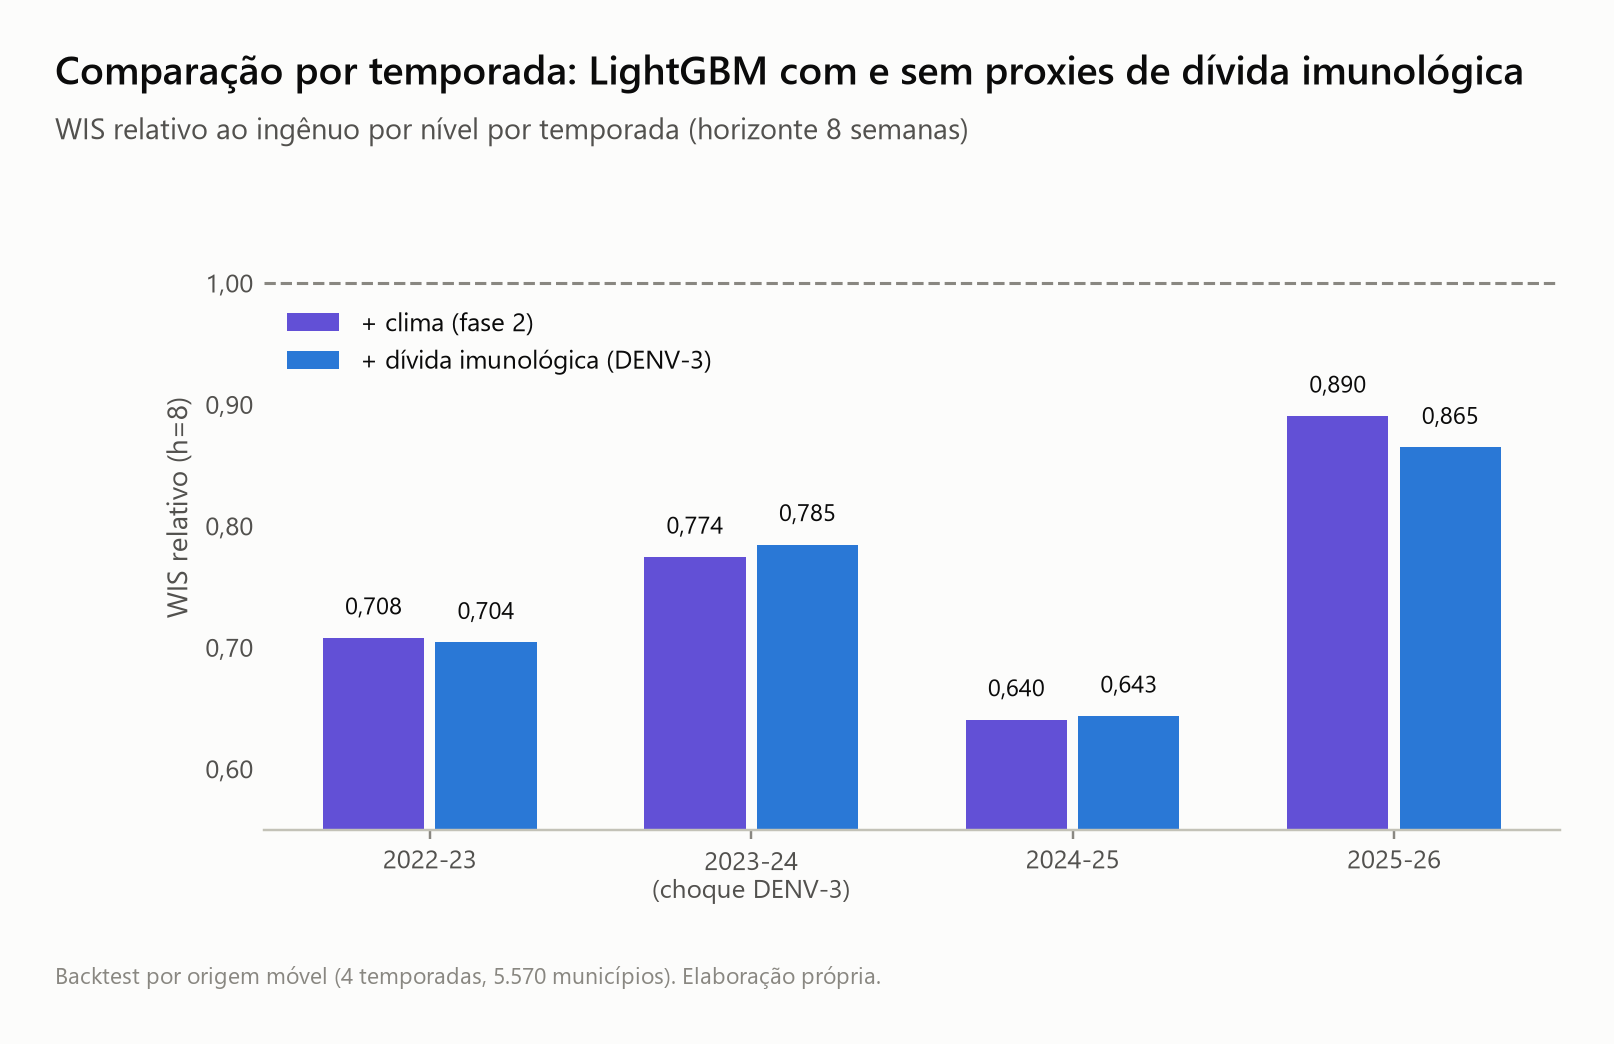 Comparação por temporada: LightGBM com e sem proxies de dívida imunológica
WIS relativo ao ingênuo por nível por temporada (horizonte 8 semanas)
1,00
+ clima (fase 2)
+ dívida imunológica (DENV-3)
0,90
0,80
0,70
0,60
WIS relativo (h=8)
0,708
0,704
0,774
0,785
0,640
0,643
0,890
0,865
2022-23
2023-24
(choque DENV-3)
2024-25
2025-26
Backtest por origem móvel (4 temporadas, 5.570 municípios). Elaboração própria.